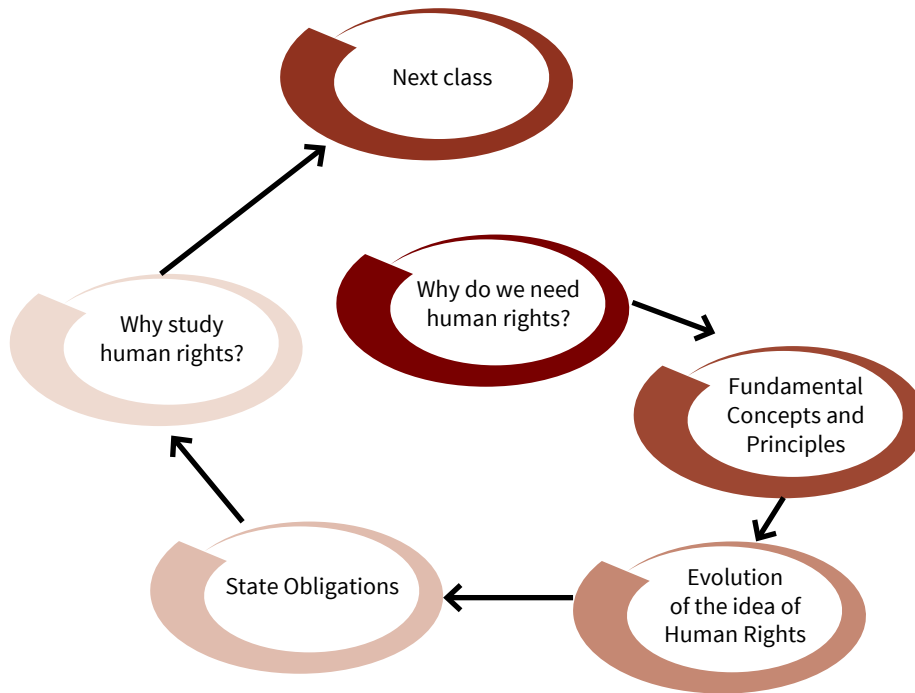 Next class
Why do we need
human rights?
Fundamental
Concepts and
Principles
Evolution
of the idea of
Human Rights
State Obligations
Why study
human rights?